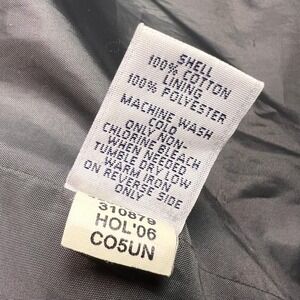 SHELL
100% COTTON
LINING
100% POLYESTER
MACHINE WASH
COLD
ONLY NON-
CHLORINE BLEACH
WHEN NEEDED
TUMBLE DRY LOW
WARM IRON
ON REVERSE SIDE
ONLY
310879
HOL'06
CO5UN